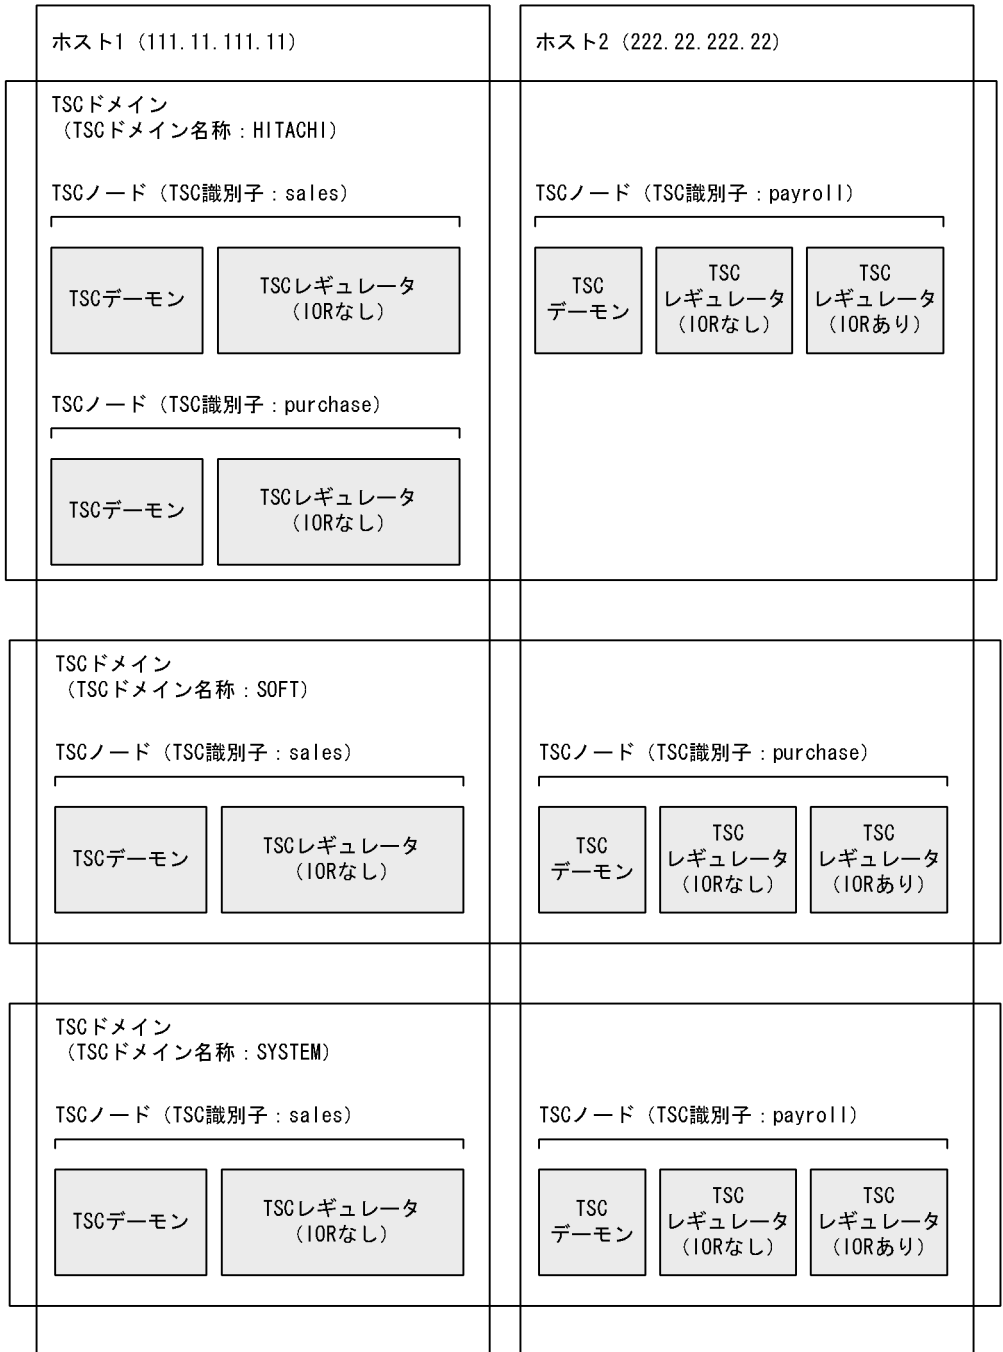 ホスト1（111.11.111.11）
ホスト2（222.22.222.22）
TSCドメイン
（TSCドメイン名称：HITACHI）
TSCノード（TSC識別子：sales）
TSCノード（TSC識別子：payroll）
TSCデーモン
TSCレギュレータ
（IORなし）
TSC
デーモン
TSC
レギュレータ
（IORなし）
TSC
レギュレータ
（IORあり）
TSCノード（TSC識別子：purchase）
TSCデーモン
TSCレギュレータ
（IORなし）
TSCドメイン
（TSCドメイン名称：SOFT）
TSCノード（TSC識別子：sales）
TSCノード（TSC識別子：purchase）
TSCデーモン
TSCレギュレータ
（IORなし）
TSC
デーモン
TSC
レギュレータ
（IORなし）
TSC
レギュレータ
（IORあり）
TSCドメイン
（TSCドメイン名称：SYSTEM）
TSCノード（TSC識別子：sales）
TSCノード（TSC識別子：payroll）
TSCデーモン
TSCレギュレータ
（IORなし）
TSC
デーモン
TSC
レギュレータ
（IORなし）
TSC
レギュレータ
（IORあり）